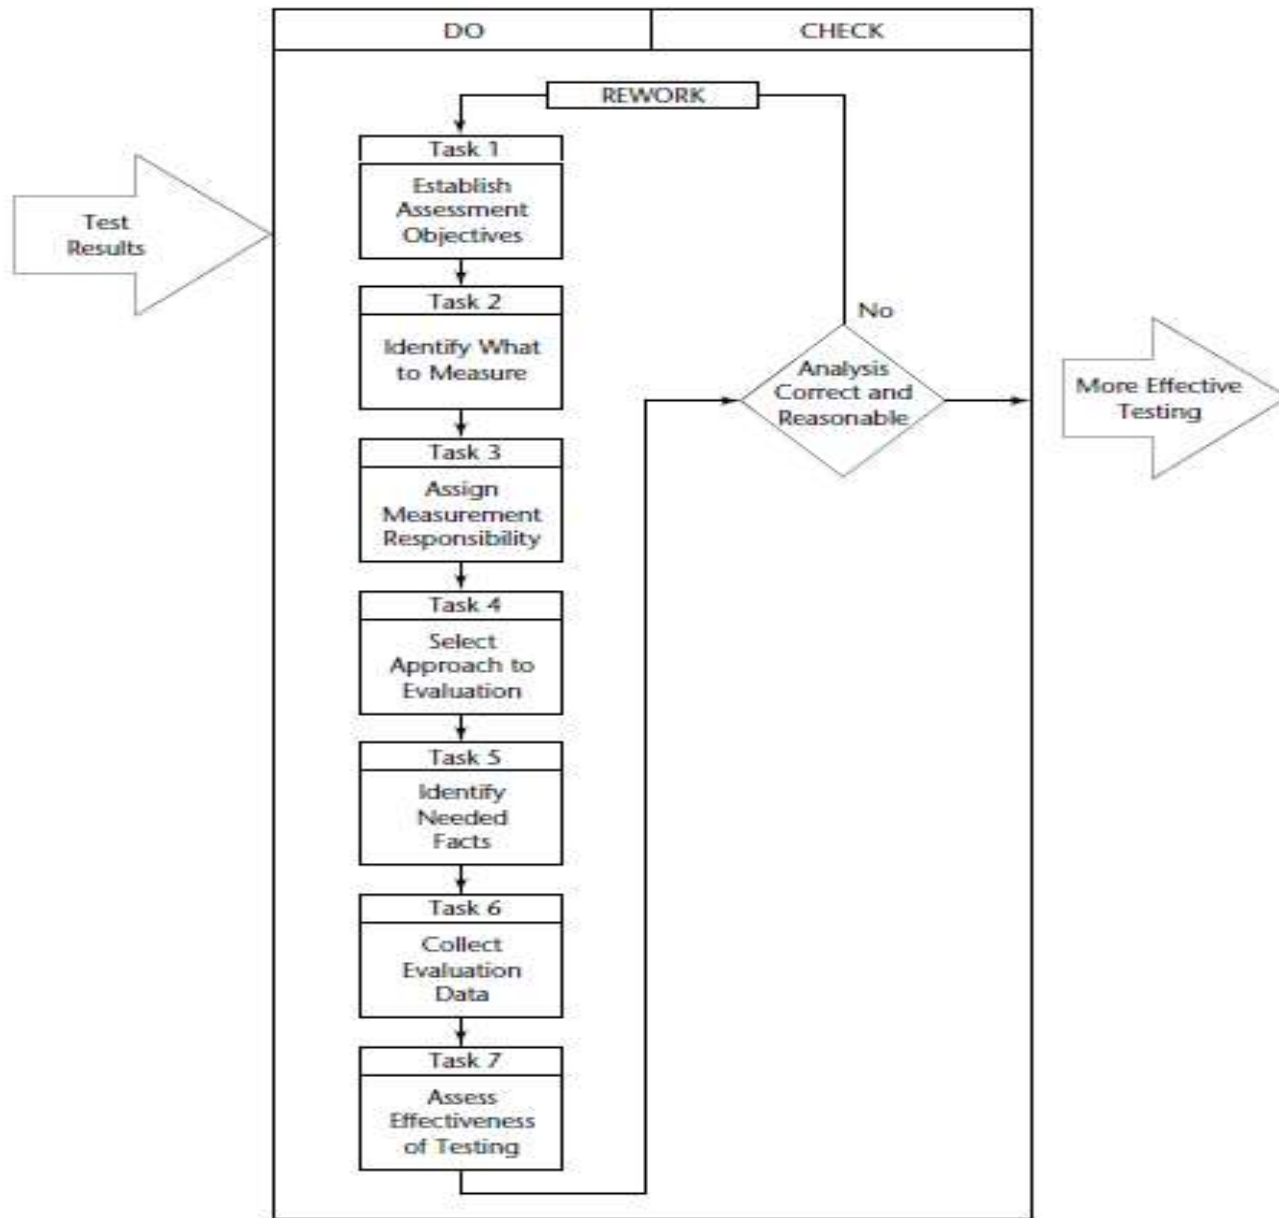 DO
CHECK
REWORK
Task 1
Establish
Assessment
Objectives
Test
Results
Task 2
Identify What
to Measure
No
Analysis
Correct and
Reasonable
More Effective
Testing
Task 3
Assign
Measurement
Responsibility
Task 4
Select
Approach to
Evaluation
Task 5
Identify
Needed
Facts
Task 6
Collect
Evaluation
Data
Task 7
Assess
Effectiveness
of Testing